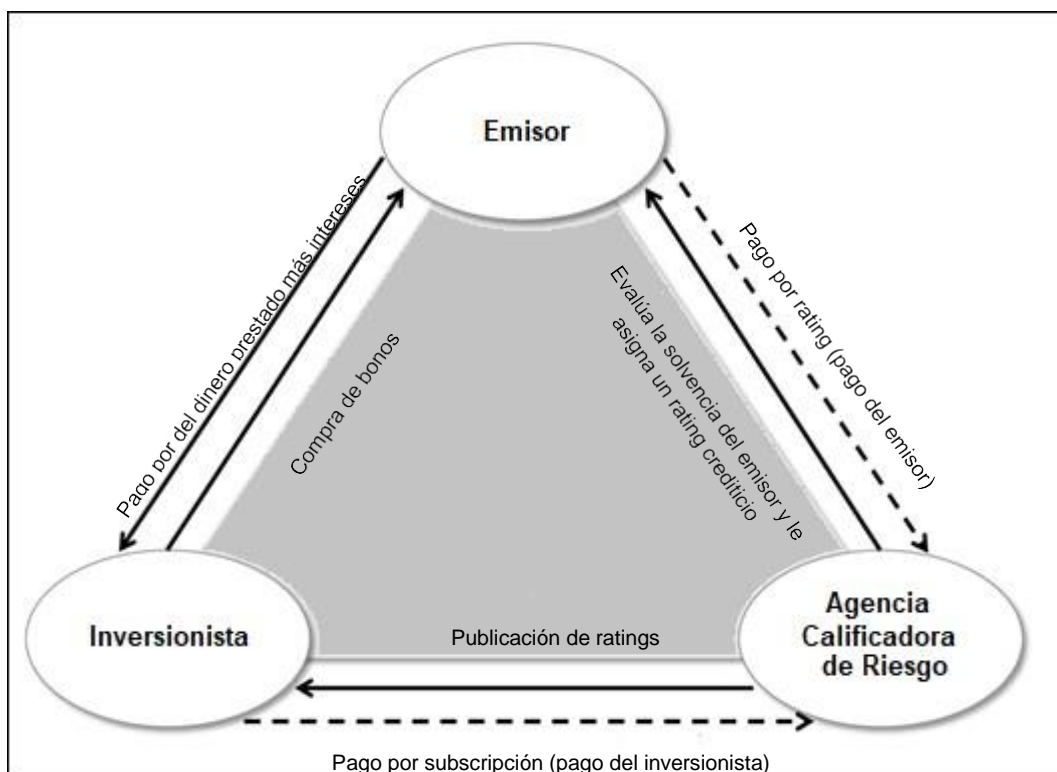 Emisor
Pago por del dinero prestado más intereses
Compra de bonos
Evalúa la solvencia del emisor y le
asigna un rating crediticio
Pago por rating (pago del emisor)
Inversionista
Publicación de ratings
Agencia
Calificadora
de Riesgo
Pago por subscripción (pago del inversionista)